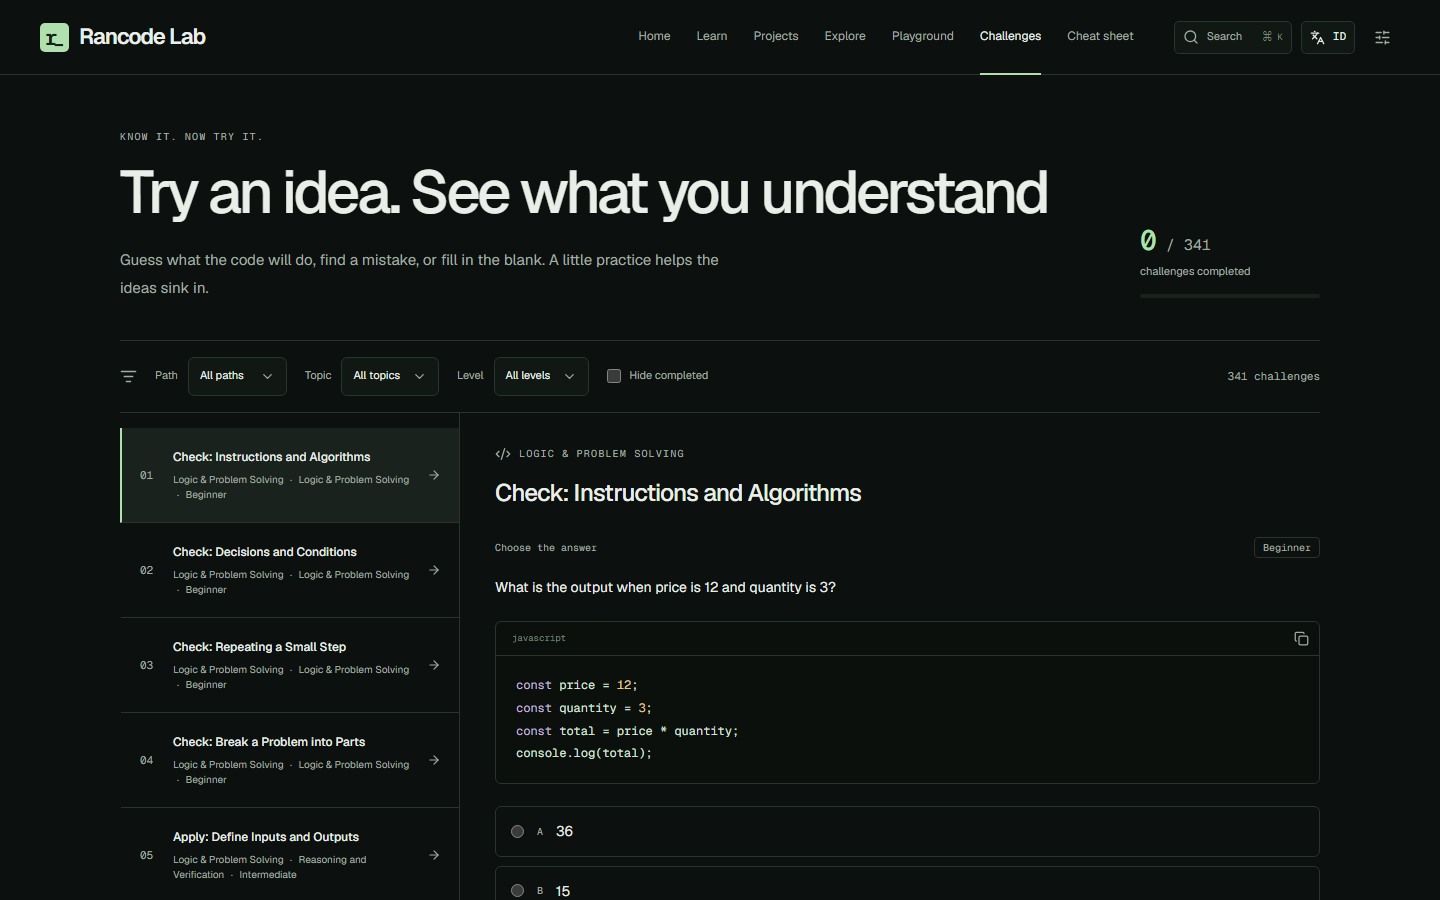 r_ Rancode Lab
Home Learn Projects Explore Playground Challenges Cheat sheet Search ⌘ K ID
KNOW IT. NOW TRY IT.
Try an idea. See what you understand
Guess what the code will do, find a mistake, or fill in the blank. A little practice helps the
ideas sink in.
0 / 341
challenges completed
Path All paths Topic All topics Level All levels Hide completed 341 challenges
01
Check: Instructions and Algorithms
Logic & Problem Solving · Logic & Problem Solving
· Beginner
02
Check: Decisions and Conditions
Logic & Problem Solving · Logic & Problem Solving
· Beginner
03
Check: Repeating a Small Step
Logic & Problem Solving · Logic & Problem Solving
· Beginner
04
Check: Break a Problem into Parts
Logic & Problem Solving · Logic & Problem Solving
· Beginner
05
Apply: Define Inputs and Outputs
Logic & Problem Solving · Reasoning and
Verification · Intermediate
LOGIC & PROBLEM SOLVING
Check: Instructions and Algorithms
Choose the answer Beginner
What is the output when price is 12 and quantity is 3?
javascript
const price = 12;
const quantity = 3;
const total = price * quantity;
console.log(total);
A 36
B 15